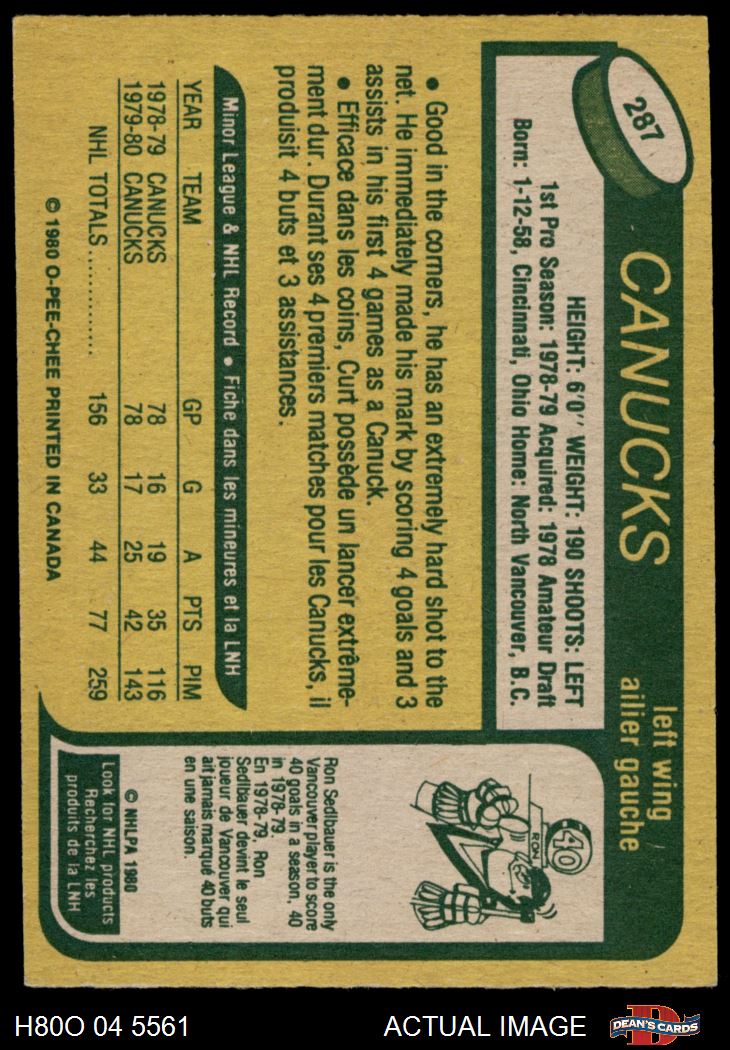 287
CANUCKS
left wing
ailier gauche
HEIGHT: 6'0" WEIGHT: 190 SHOOTS: LEFT
1st Pro Season: 1978-79 Acquired: 1978 Amateur Draft
Born: 1-12-58, Cincinnati, Ohio Home: North Vancouver, B.C.
• Good in the corners, he has an extremely hard shot to the
net. He immediately made his mark by scoring 4 goals and 3
assists in his first 4 games as a Canuck.
• Efficace dans les coins, Curt possède un lancer extrême-
ment dur. Durant ses 4 premiers matches pour les Canucks, il
produisit 4 buts et 3 assistances.
Minor League & NHL Record • Fiche dans les mineures et la LNH
YEAR TEAM GP G A PTS PIM
1978-79 CANUCKS 78 16 19 35 116
1979-80 CANUCKS 78 17 25 42 143
NHL TOTALS .............. 156 33 44 77 259
© 1980 O-PEE-CHEE PRINTED IN CANADA
40
RON
Ron Sedlbauer is the only
Vancouver player to score
40 goals in a season, 40
in 1978-79.
En 1978-79, Ron
Sedlbauer devint le seul
joueur de Vancouver qui
ait jamais marqué 40 buts
en une saison.
© NHLPA 1980
Look for NHL products
Recherchez les
produits de la LNH
H80O 04 5561
ACTUAL IMAGE
DEAN'S CARDS